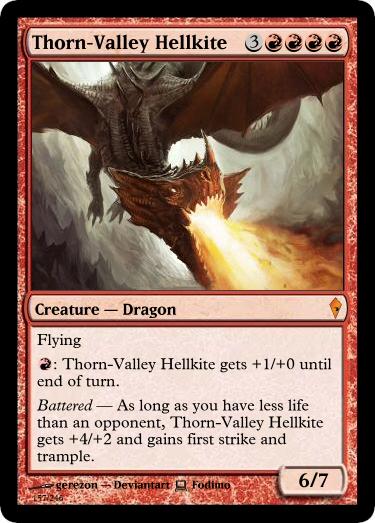 Thorn-Valley Hellkite 3
Creature — Dragon
Flying
: Thorn-Valley Hellkite gets +1/+0 until
end of turn.
Battered — As long as you have less life
than an opponent, Thorn-Valley Hellkite
gets +4/+2 and gains first strike and
trample.
6/7
gerezon — Deviantart Fodimo